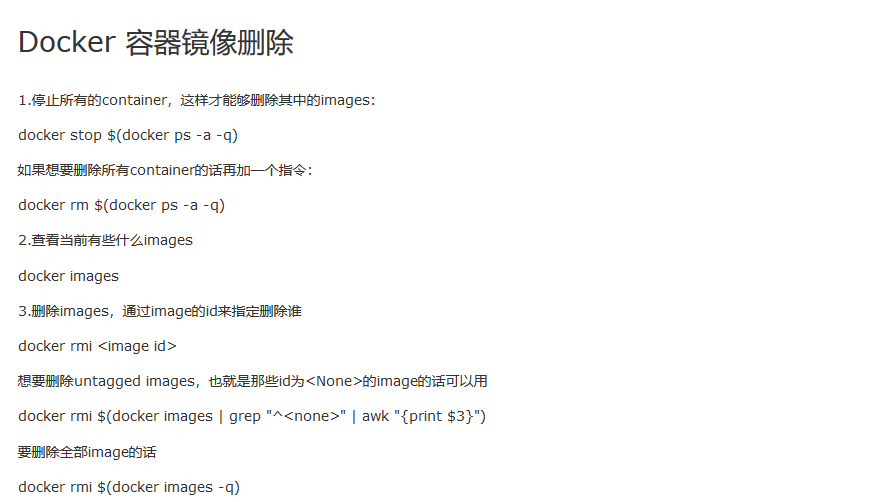 Docker 容器镜像删除
1.停止所有的container，这样才能够删除其中的images：
docker stop $(docker ps -a -q)
如果想要删除所有container的话再加一个指令：
docker rm $(docker ps -a -q)
2.查看当前有些什么images
docker images
3.删除images，通过image的id来指定删除谁
docker rmi <image id>
想要删除untagged images，也就是那些id为<None>的image的话可以用
docker rmi $(docker images | grep "^<none>" | awk "{print $3}")
要删除全部image的话
docker rmi $(docker images -q)